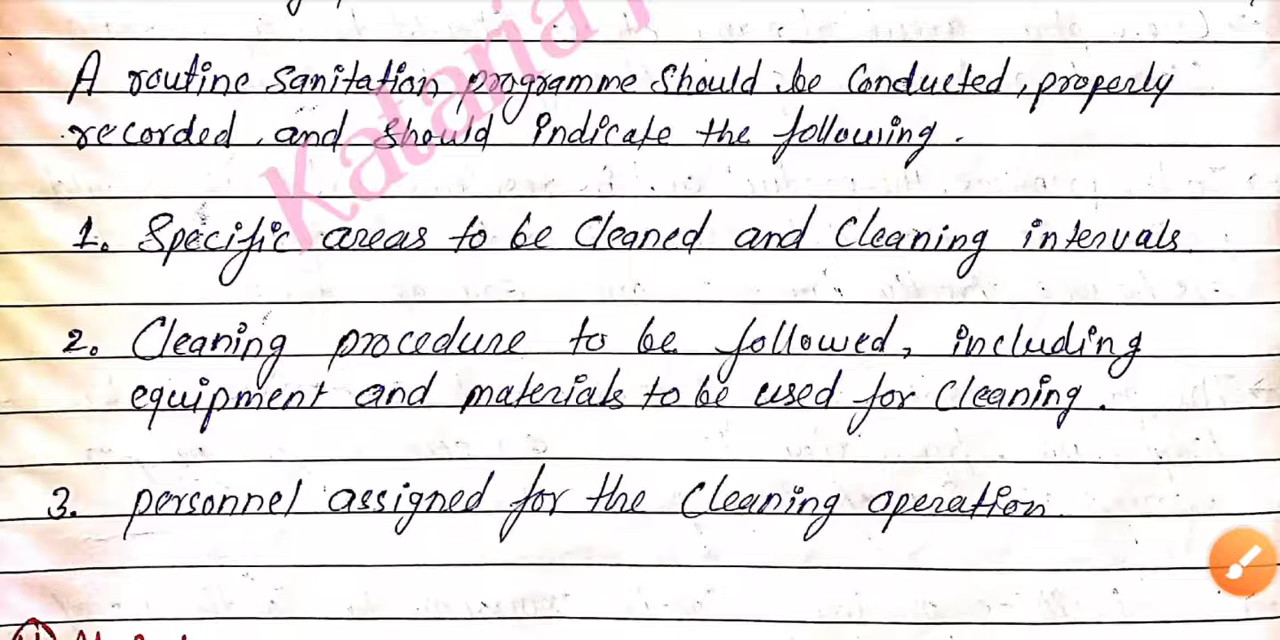 A routine Sanitation programme Should be Conducted, properly
recorded, and should indicate the following.
1. Specific areas to be Cleaned and Cleaning intervals
2. Cleaning procedure to be followed, including
equipment and materials to be used for Cleaning.
3. personnel assigned for the Cleaning operation.
Kataria